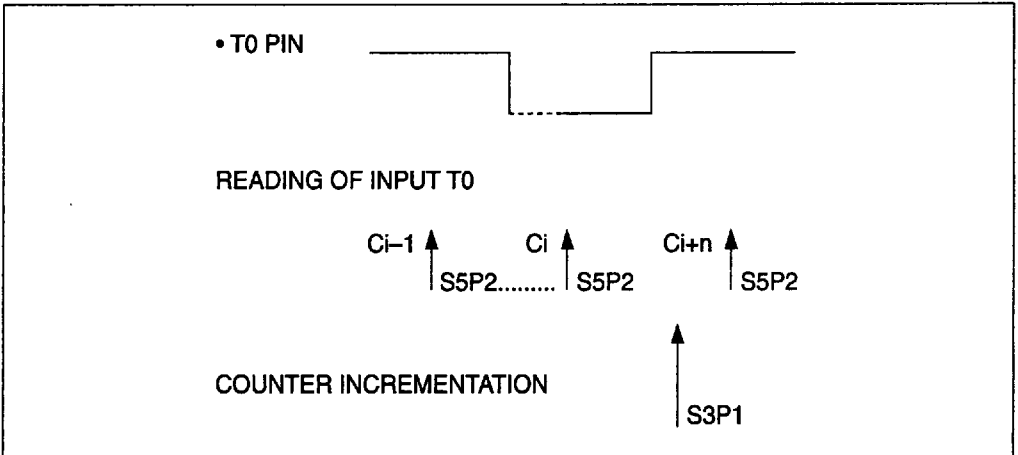 • T0 PIN
READING OF INPUT T0
Ci–1 Ci Ci+n
S5P2......... S5P2 S5P2
COUNTER INCREMENTATION
S3P1